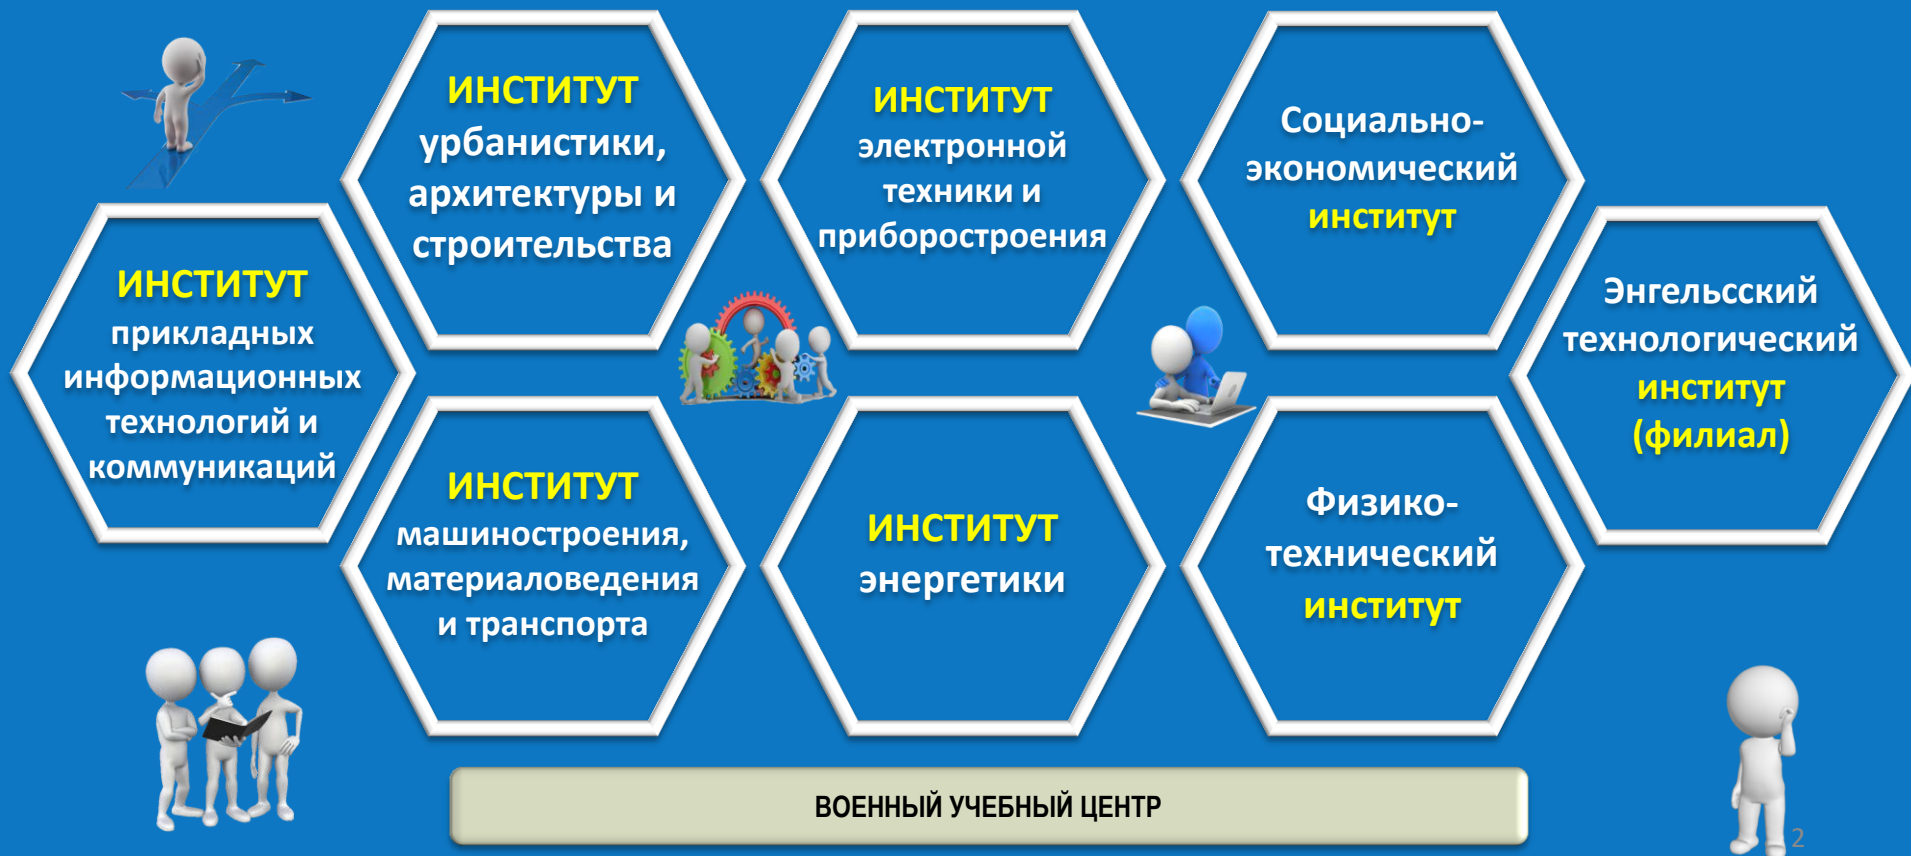 ИНСТИТУТ
прикладных
информационных
технологий и
коммуникаций
ИНСТИТУТ
урбанистики,
архитектуры и
строительства
ИНСТИТУТ
машиностроения,
материаловедения
и транспорта
ИНСТИТУТ
электронной
техники и
приборостроения
ИНСТИТУТ
энергетики
Социально-
экономический
институт
Физико-
технический
институт
Энгельсский
технологический
институт
(филиал)
ВОЕННЫЙ УЧЕБНЫЙ ЦЕНТР
2